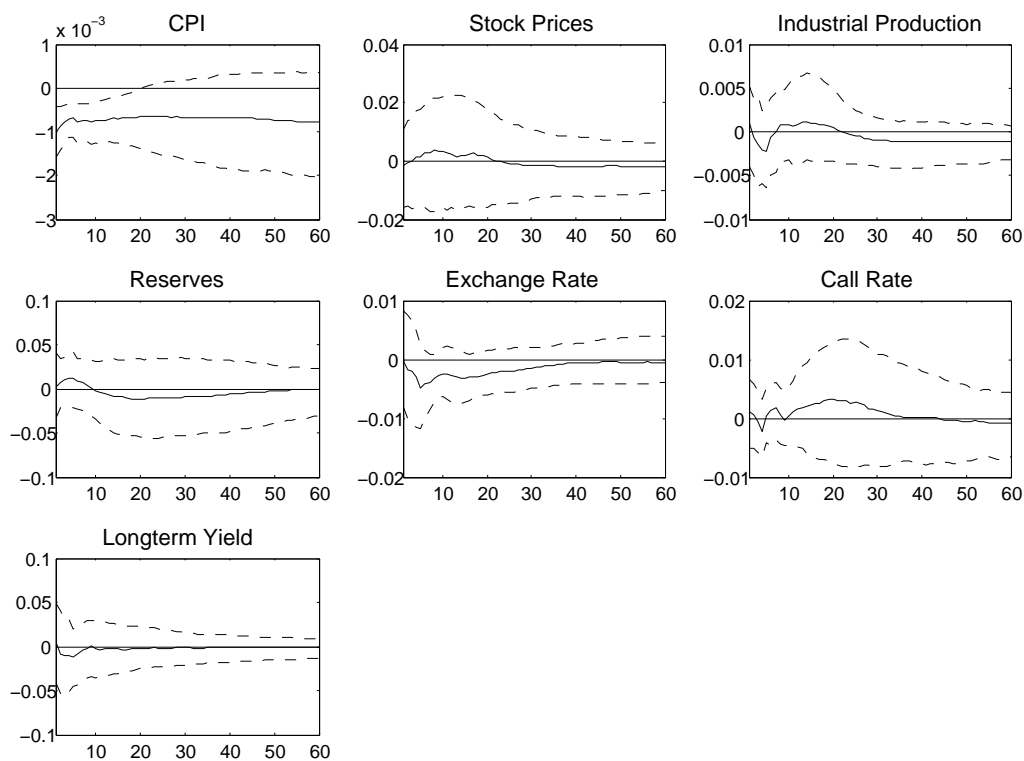 CPI
x 10−3
1
0
−1
−2
−3
10 20 30 40 50 60
Stock Prices
0.04
0.02
0
−0.02
10 20 30 40 50 60
Industrial Production
0.01
0.005
0
−0.005
−0.01
10 20 30 40 50 60
Reserves
0.1
0.05
0
−0.05
−0.1
10 20 30 40 50 60
Exchange Rate
0.01
0
−0.01
−0.02
10 20 30 40 50 60
Call Rate
0.02
0.01
0
−0.01
10 20 30 40 50 60
Longterm Yield
0.1
0.05
0
−0.05
−0.1
10 20 30 40 50 60